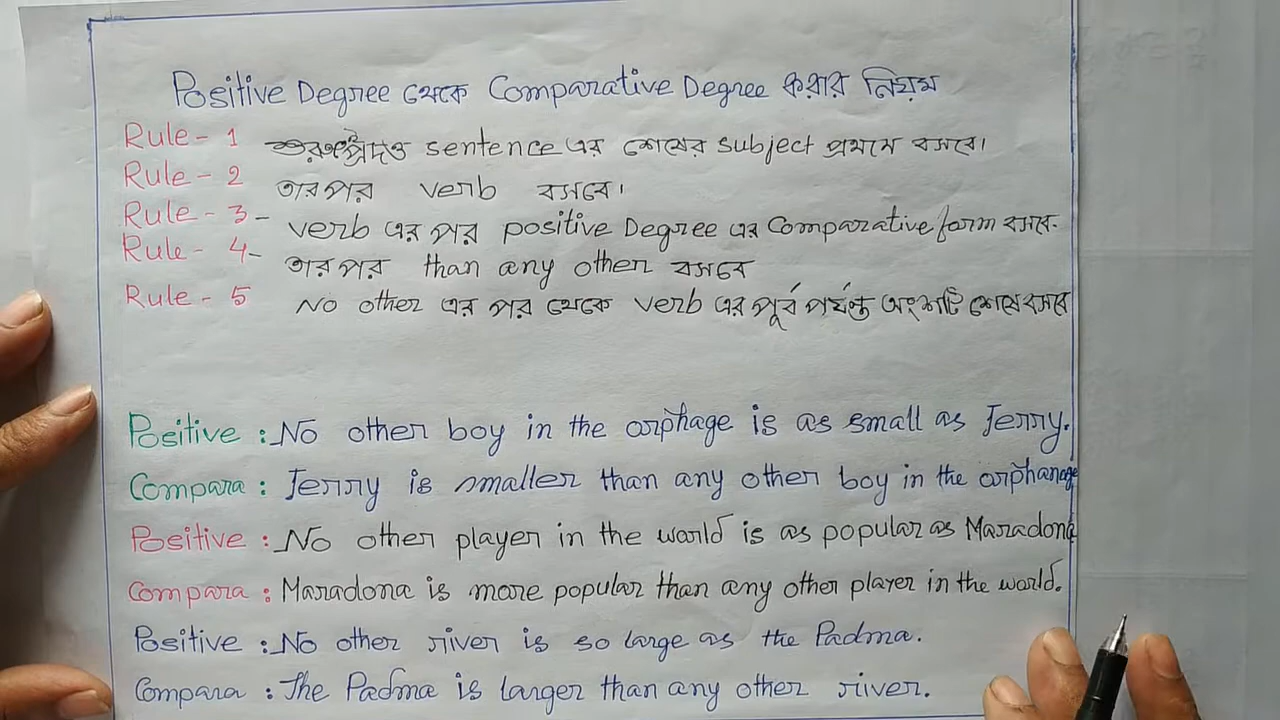 Positive Degree থেকে Comparative Degree করার নিয়ম
Rule - 1 প্রদত্ত sentence এর শেষের subject প্রথমে বসবে।
Rule - 2 তারপর verb বসবে।
Rule - 3 - verb এর পর positive Degree এর Comparative form বসবে.
Rule - 4 - তারপর than any other বসবে
Rule - 5 No other এর পর থেকে verb এর পূর্ব পর্যন্ত অংশটি শেষে বসবে
Positive : No other boy in the orphage is as small as Jerry.
Compara : Jerry is smaller than any other boy in the orphanage
Positive : No other player in the world is as popular as Maradona
Compara : Maradona is more popular than any other player in the world.
Positive : No other river is so large as the Padma.
Compara : The Padma is larger than any other river.